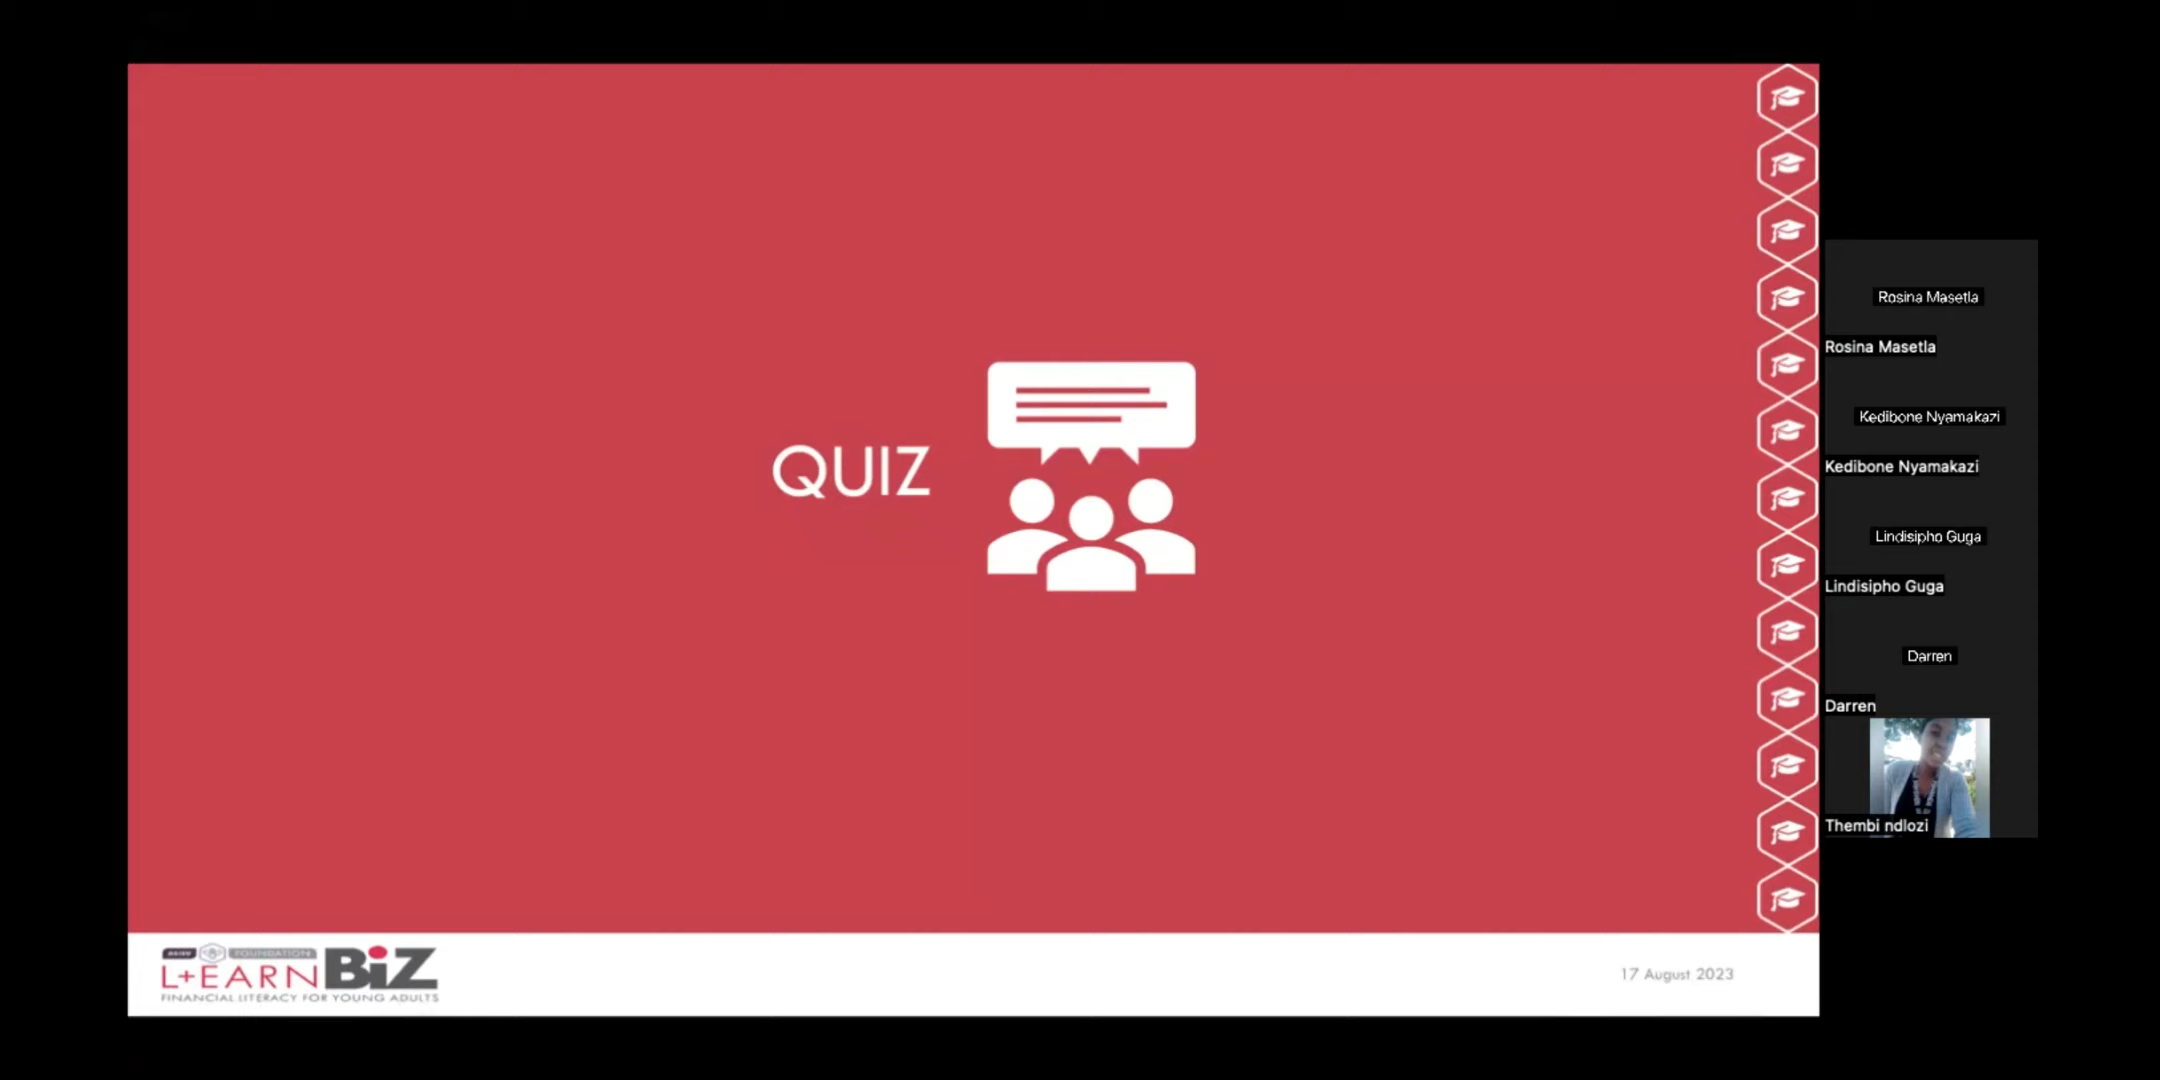 QUIZ
FOUNDATION
L+EARN BiZ
FINANCIAL LITERACY FOR YOUNG ADULTS
17 August 2023
Rosina Masetla
Rosina Masetla
Kedibone Nyamakazi
Kedibone Nyamakazi
Lindisipho Guga
Lindisipho Guga
Darren
Darren
Thembi ndlozi